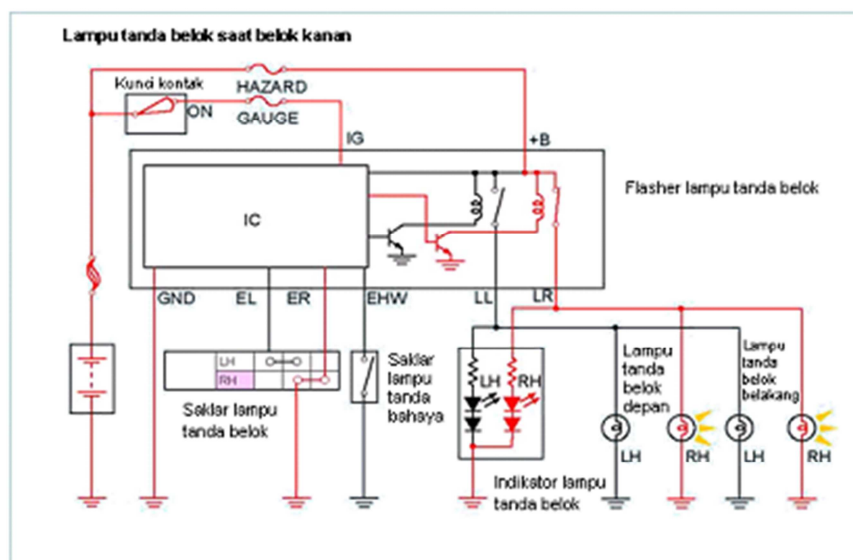 Lampu tanda belok saat belok kanan
Kunci kontak
HAZARD
ON
GAUGE
IG
+B
Flasher lampu tanda belok
IC
GND
EL
ER
EHW
LL
LR
LH
RH
Saklar lampu
tanda belok
Saklar
lampu
tanda
bahaya
LH
RH
Indikator lampu
tanda belok
Lampu
tanda
belok
depan
Lampu
tanda
belok
belakang
LH
RH
LH
RH